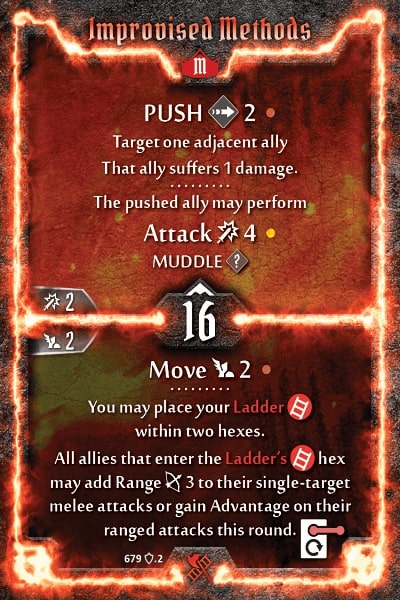 Improvised Methods
M
PUSH 2
Target one adjacent ally
That ally suffers 1 damage.
The pushed ally may perform
Attack 4
MUDDLE ?
2
16
2
Move 2
You may place your Ladder
within two hexes.
All allies that enter the Ladder's hex
may add Range 3 to their single-target
melee attacks or gain Advantage on their
ranged attacks this round.
679 .2